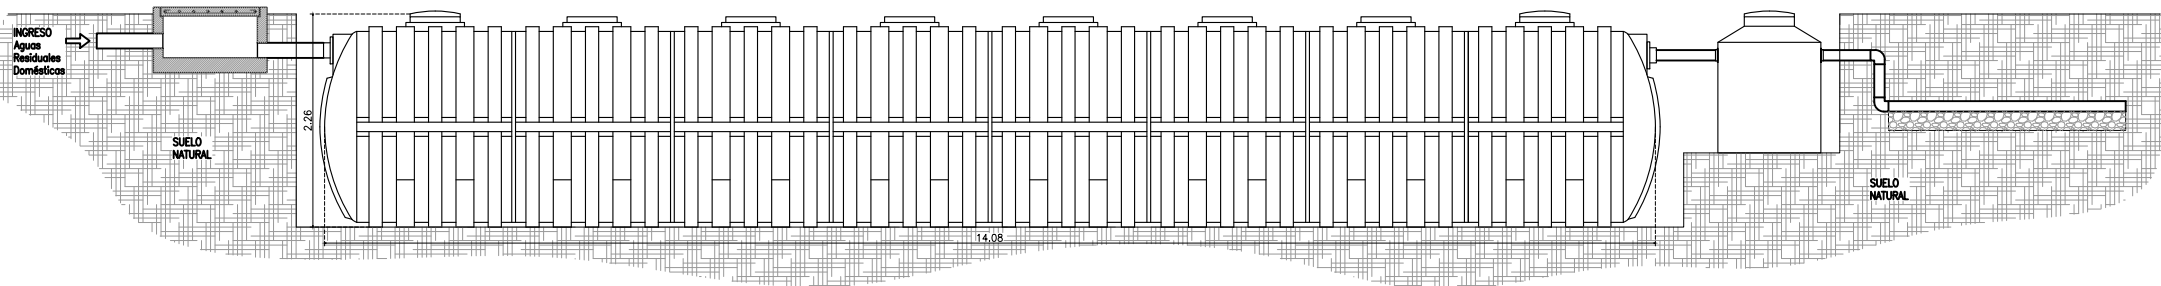 INGRESO
Aguas
Residuales
Domésticas
2.26
SUELO
NATURAL
14.08
SUELO
NATURAL